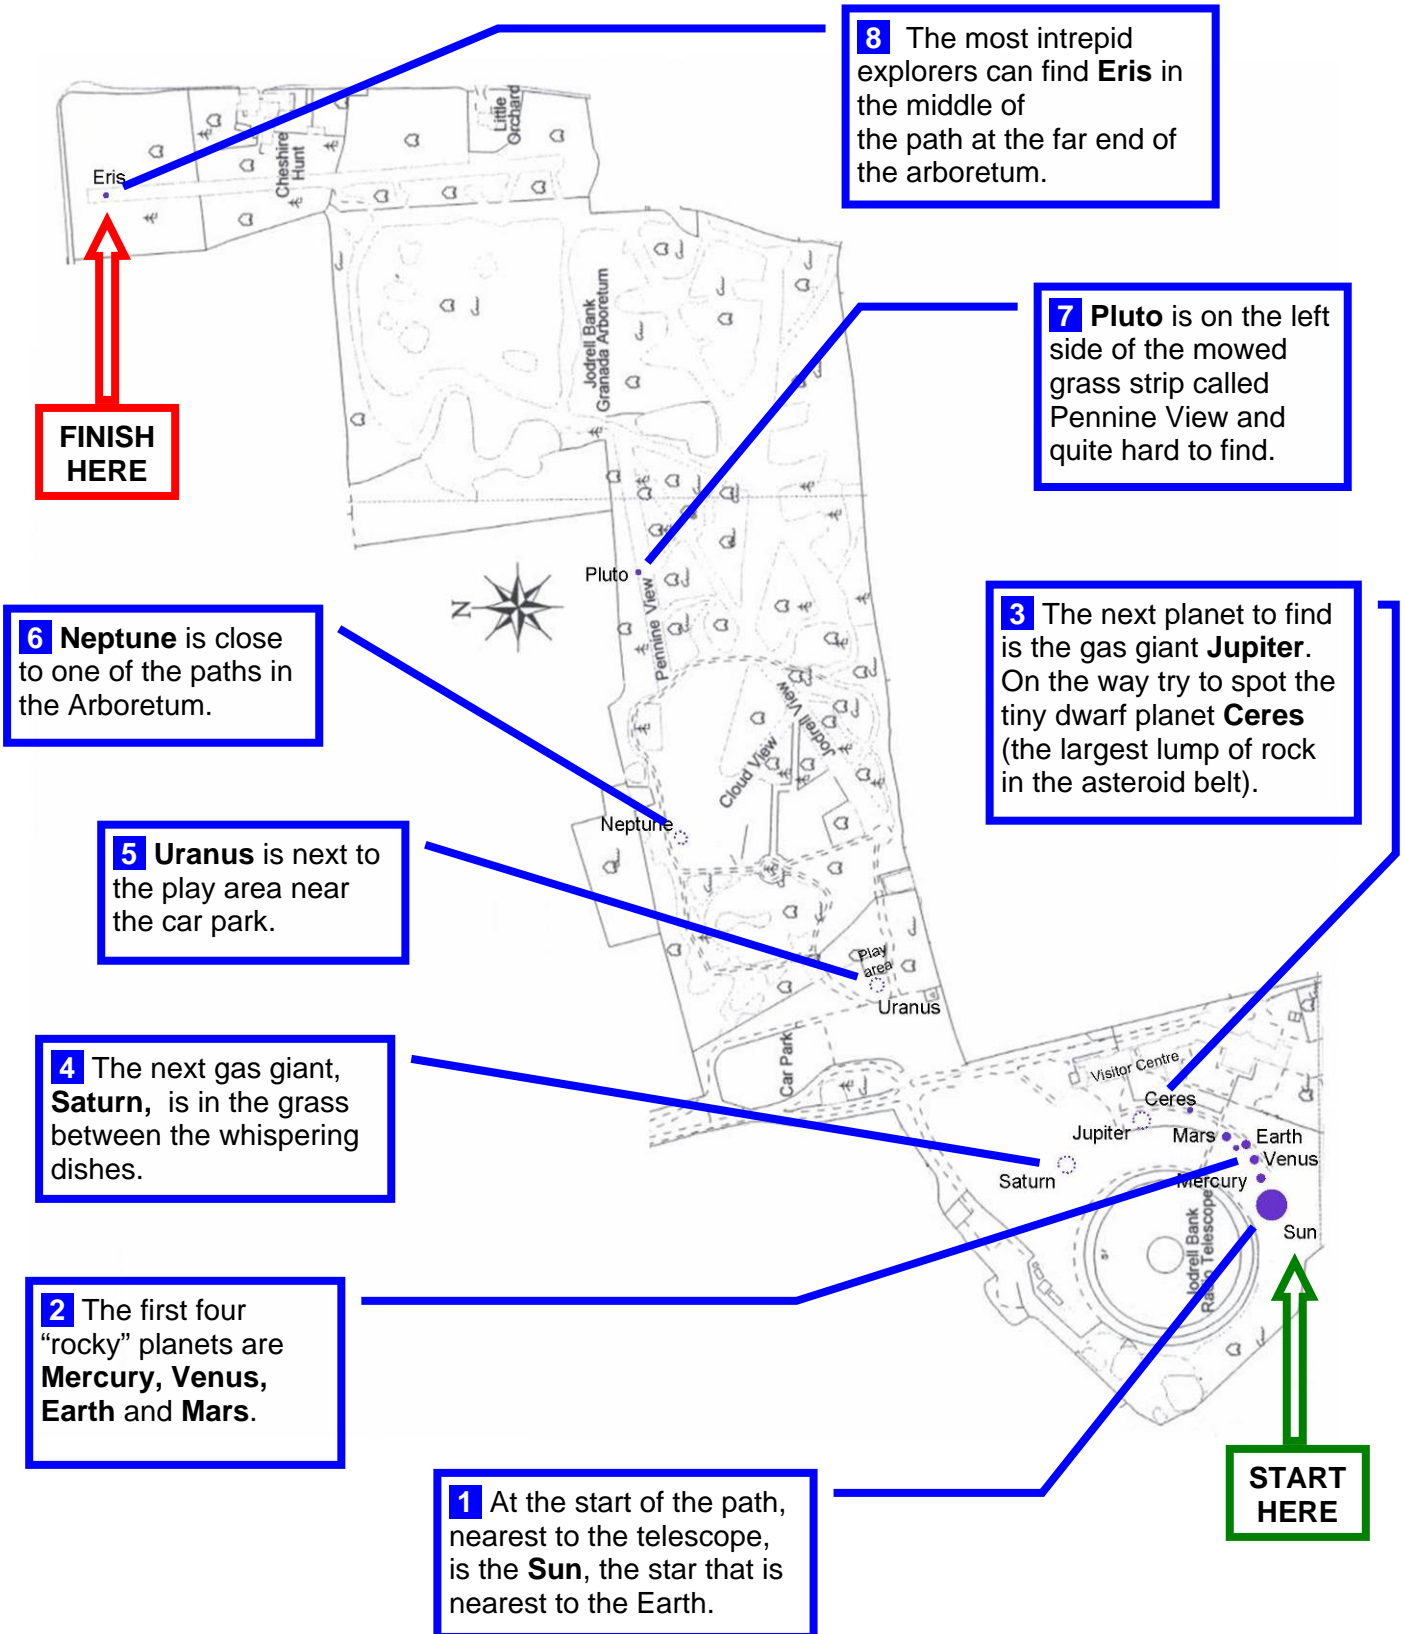 8 The most intrepid
explorers can find Eris in
the middle of
the path at the far end of
the arboretum.
Little
Orchard
Cheshire
Hunt
Eris
Jodrell Bank
Granada Arboretum
7 Pluto is on the left
side of the mowed
grass strip called
Pennine View and
quite hard to find.
FINISH
HERE
Pluto
N
Pennine View
6 Neptune is close
to one of the paths in
the Arboretum.
3 The next planet to find
is the gas giant Jupiter.
On the way try to spot the
tiny dwarf planet Ceres
(the largest lump of rock
in the asteroid belt).
Jodrell View
Cloud View
Neptune
5 Uranus is next to
the play area near
the car park.
Play
area
Uranus
Car Park
4 The next gas giant,
Saturn, is in the grass
between the whispering
dishes.
Visitor Centre
Ceres
Jupiter
Mars
Earth
Venus
Saturn
Mercury
Jodrell Bank
Radio Telescope
Sun
2 The first four
“rocky” planets are
Mercury, Venus,
Earth and Mars.
1 At the start of the path,
nearest to the telescope,
is the Sun, the star that is
nearest to the Earth.
START
HERE